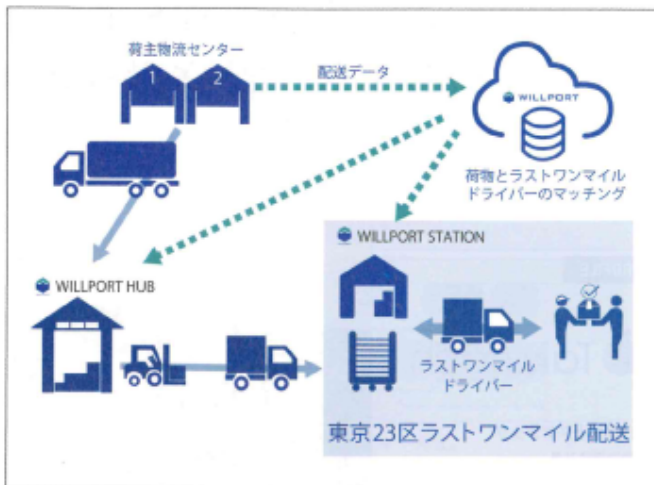 荷主物流センター
1
2
配送データ
WILLPORT
荷物とラストワンマイル
ドライバーのマッチング
WILLPORT HUB
WILLPORT STATION
ラストワンマイル
ドライバー
東京23区ラストワンマイル配送